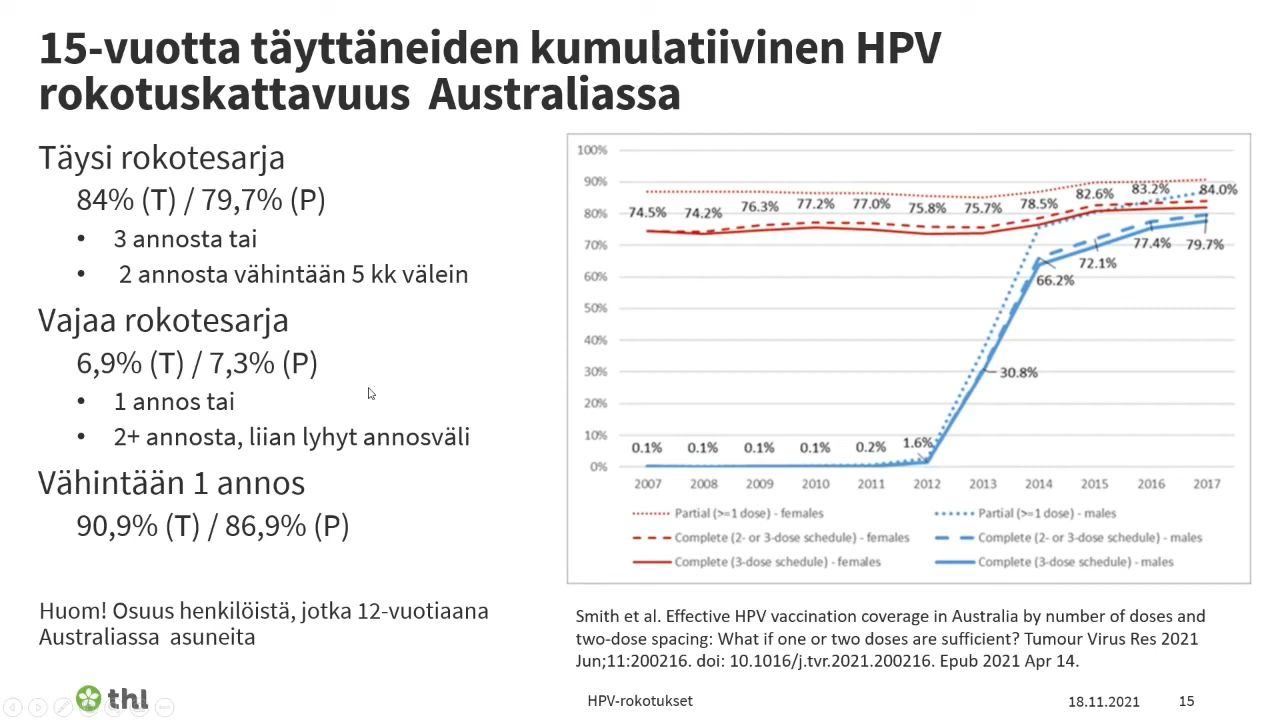 15-vuotta täyttäneiden kumulatiivinen HPV
rokotuskattavuus Australiassa
Täysi rokotesarja
84% (T) / 79,7% (P)
• 3 annosta tai
• 2 annosta vähintään 5 kk välein
Vajaa rokotesarja
6,9% (T) / 7,3% (P)
• 1 annos tai
• 2+ annosta, liian lyhyt annosväli
Vähintään 1 annos
90,9% (T) / 86,9% (P)
Huom! Osuus henkilöistä, jotka 12-vuotiaana
Australiassa asuneita
100%
90%
80%
70%
60%
50%
40%
30%
20%
10%
0%
74.5% 74.2% 76.3% 77.2% 77.0% 75.8% 75.7% 78.5% 82.6% 83.2% 84.0%
0.1% 0.1% 0.1% 0.1% 0.2% 1.6% 30.8% 66.2% 72.1% 77.4% 79.7%
2007 2008 2009 2010 2011 2012 2013 2014 2015 2016 2017
Partial (>=1 dose) - females Partial (>=1 dose) - males
Complete (2- or 3-dose schedule) - females Complete (2- or 3-dose schedule) - males
Complete (3-dose schedule) - females Complete (3-dose schedule) - males
Smith et al. Effective HPV vaccination coverage in Australia by number of doses and
two-dose spacing: What if one or two doses are sufficient? Tumour Virus Res 2021
Jun;11:200216. doi: 10.1016/j.tvr.2021.200216. Epub 2021 Apr 14.
thl
HPV-rokotukset 18.11.2021 15